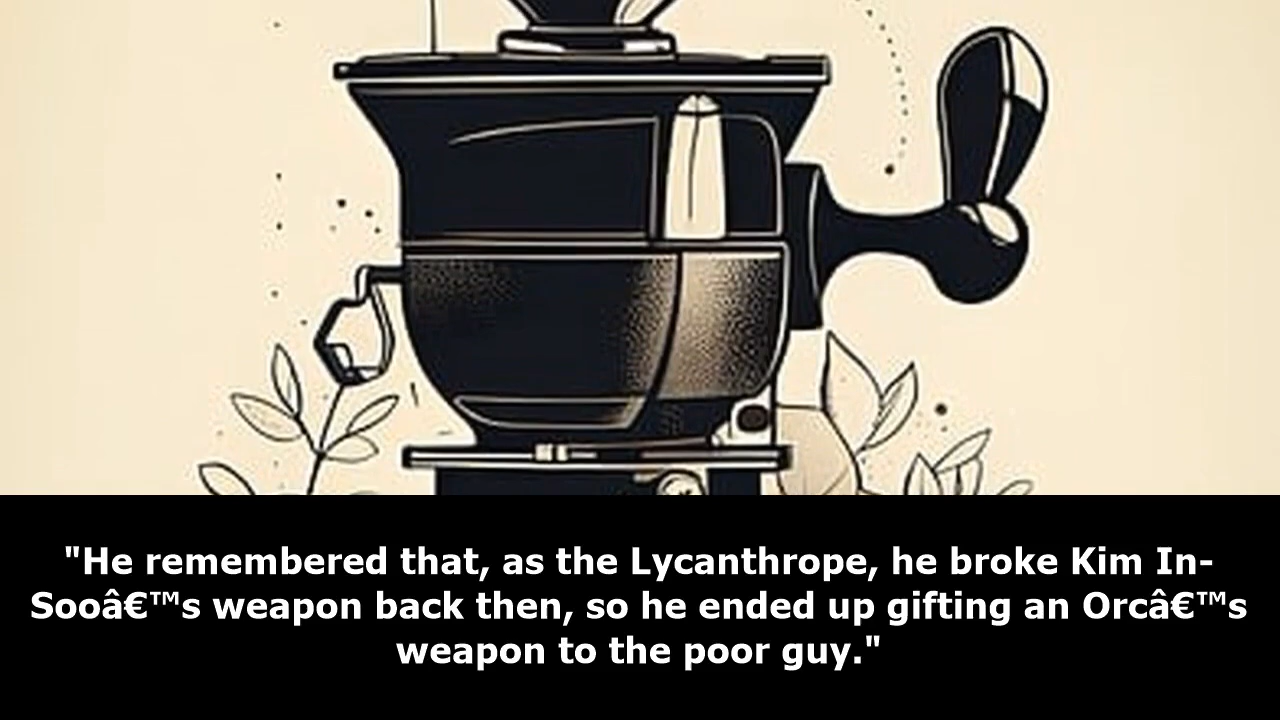 "He remembered that, as the Lycanthrope, he broke Kim In-
Sooâ€™s weapon back then, so he ended up gifting an Orcâ€™s
weapon to the poor guy."